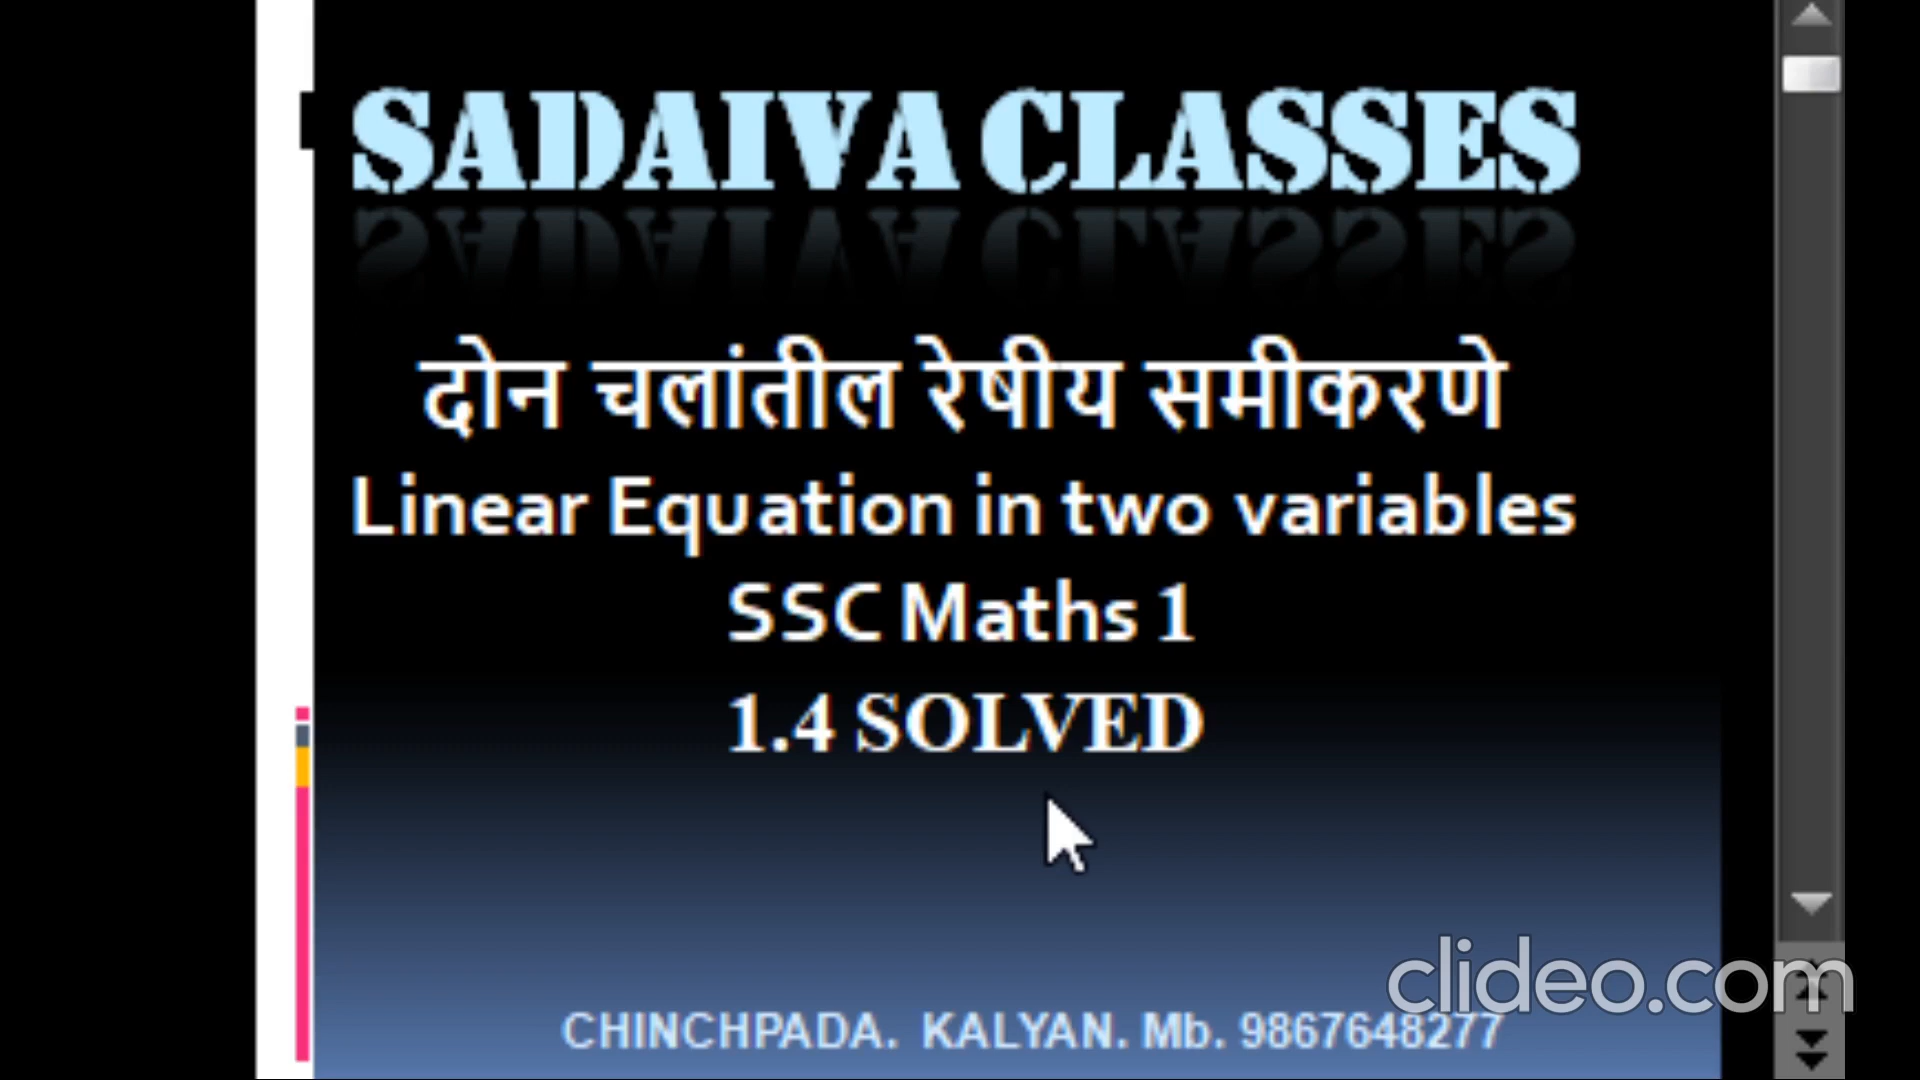 SADAIVA CLASSES
दोन चलांतील रेषीय समीकरणे
Linear Equation in two variables
SSC Maths 1
1.4 SOLVED
clideo.com
CHINCHPADA. KALYAN. Mb. 9867648277